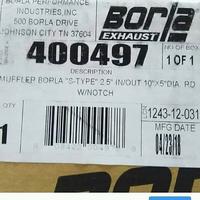 BORLA PERFORMANCE
INDUSTRIES, INC
500 BORLA DRIVE
JOHNSON CITY TN 37604
Borla
EXHAUST
400497
NO OF BOX
1 OF 1
DESCRIPTION
MUFFLER BORLA "S-TYPE" 2.5" IN/OUT 10"X5"DIA. RD
W/NOTCH
1243-12-031
MFG DATE
04/23/18
1